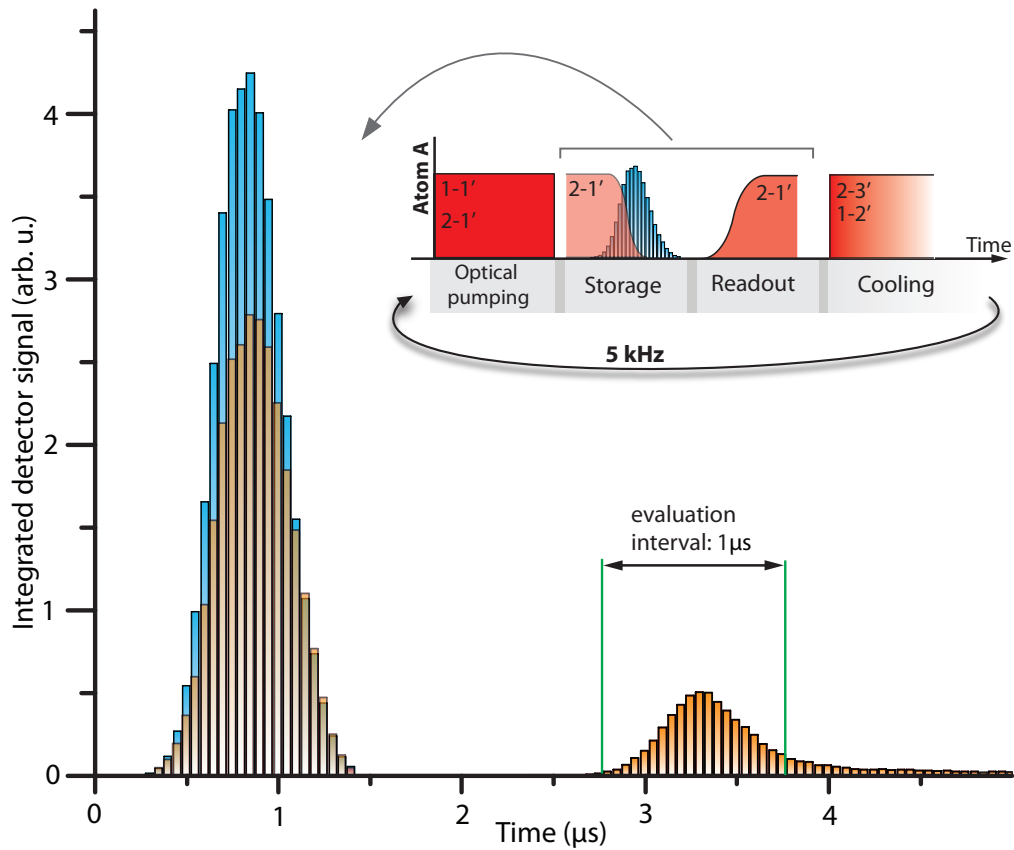 Integrated detector signal (arb. u.)
4
3
2
1
0
0
1
2
3
4
Time (µs)
evaluation
interval: 1µs
Atom A
1-1’
2-1’
2-1’
2-1’
2-3’
1-2’
Time
Optical
pumping
Storage
Readout
Cooling
5 kHz